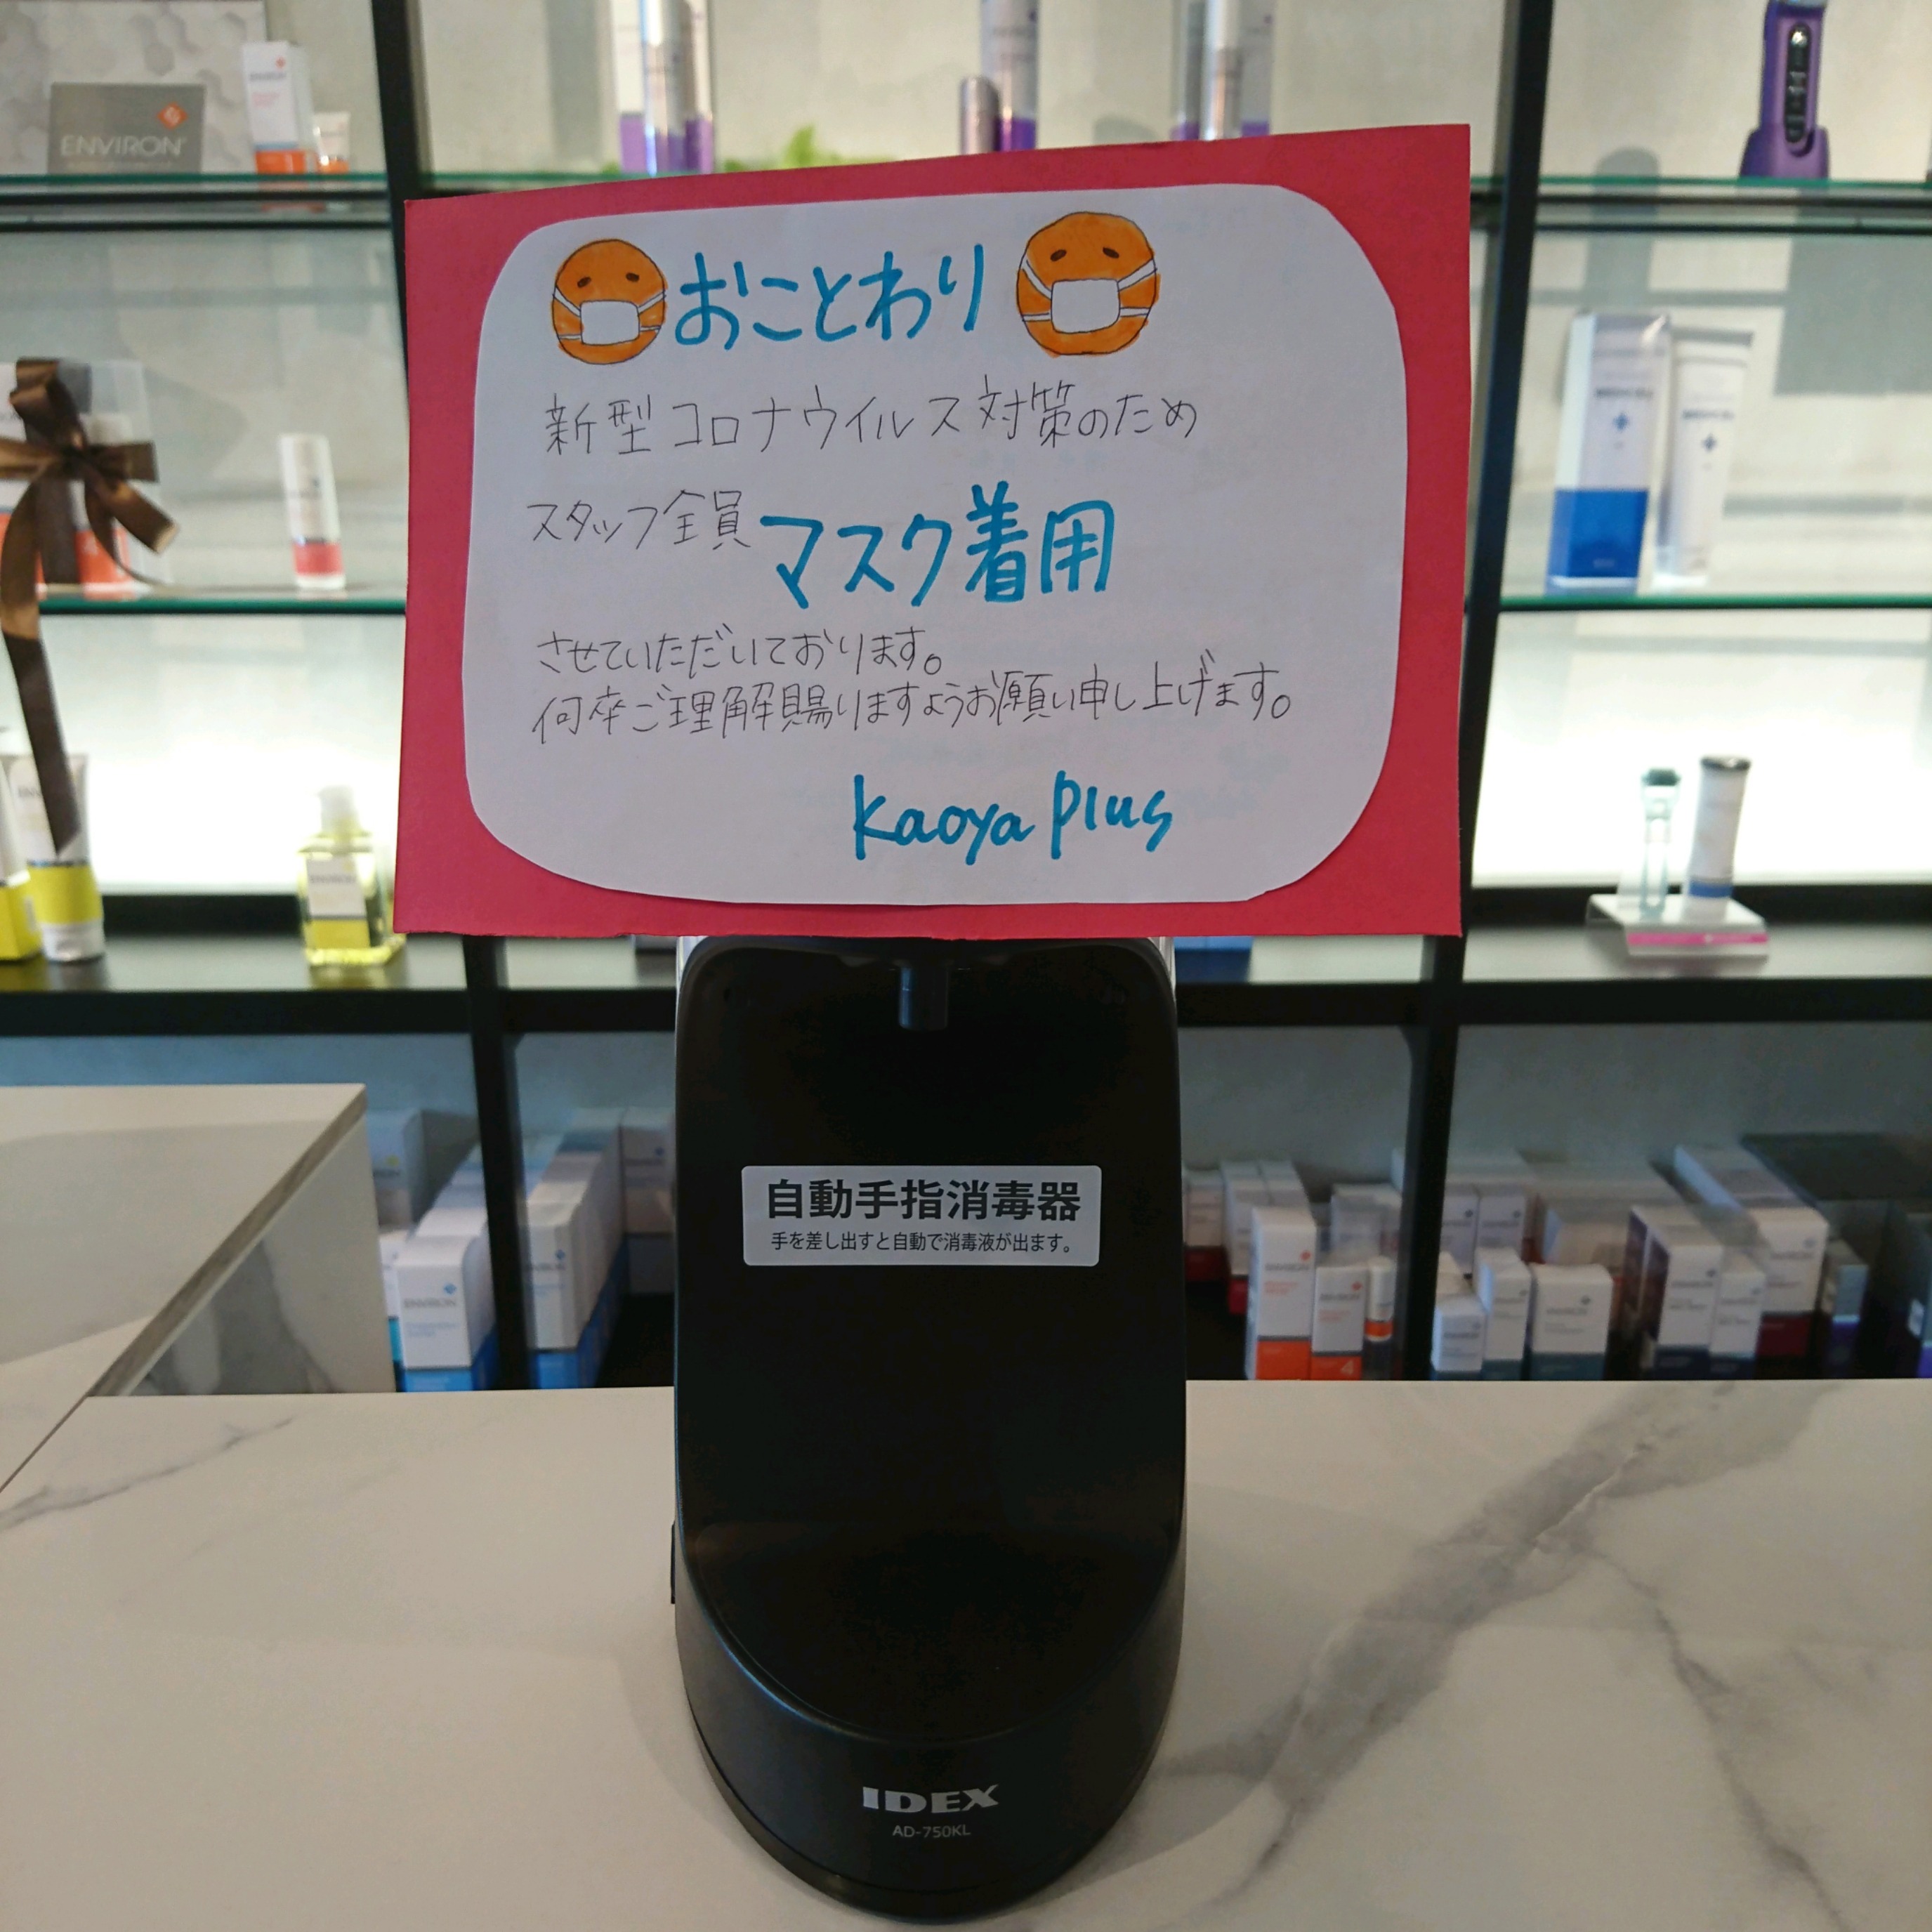 ENVIRON
おことわり
新型コロナウイルス対策のため
スタッフ全員マスク着用
させていただいております。
何卒ご理解賜りますようお願い申し上げます。
kaoya plus
自動手指消毒器
手を差し出すと自動で消毒液が出ます。
ENVIRON
ENVIRON
4
IDEX
AD-750KL